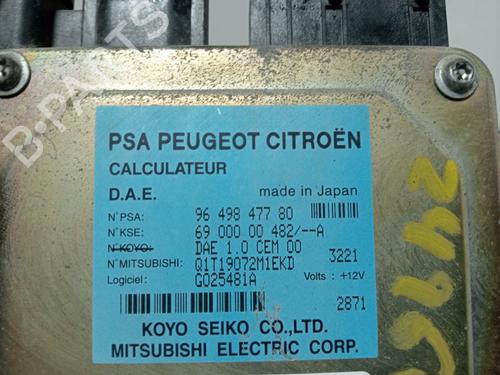 PSA PEUGEOT CITROËN
CALCULATEUR
D.A.E. made in Japan
N°PSA: 96 498 477 80
N°KSE: 69 000 00 482/--A
N°KOYO: DAE 1.0 CEM 00
N°MITSUBISHI: Q1T19072M1EKD 3221
Logiciel: G025481A Volts : +12V
2871
KOYO SEIKO CO.,LTD.
MITSUBISHI ELECTRIC CORP.
B-PARTS